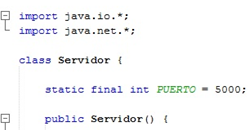 import java.io.*;
import java.net.*;
class Servidor {
static final int PUERTO = 5000;
public Servidor() {